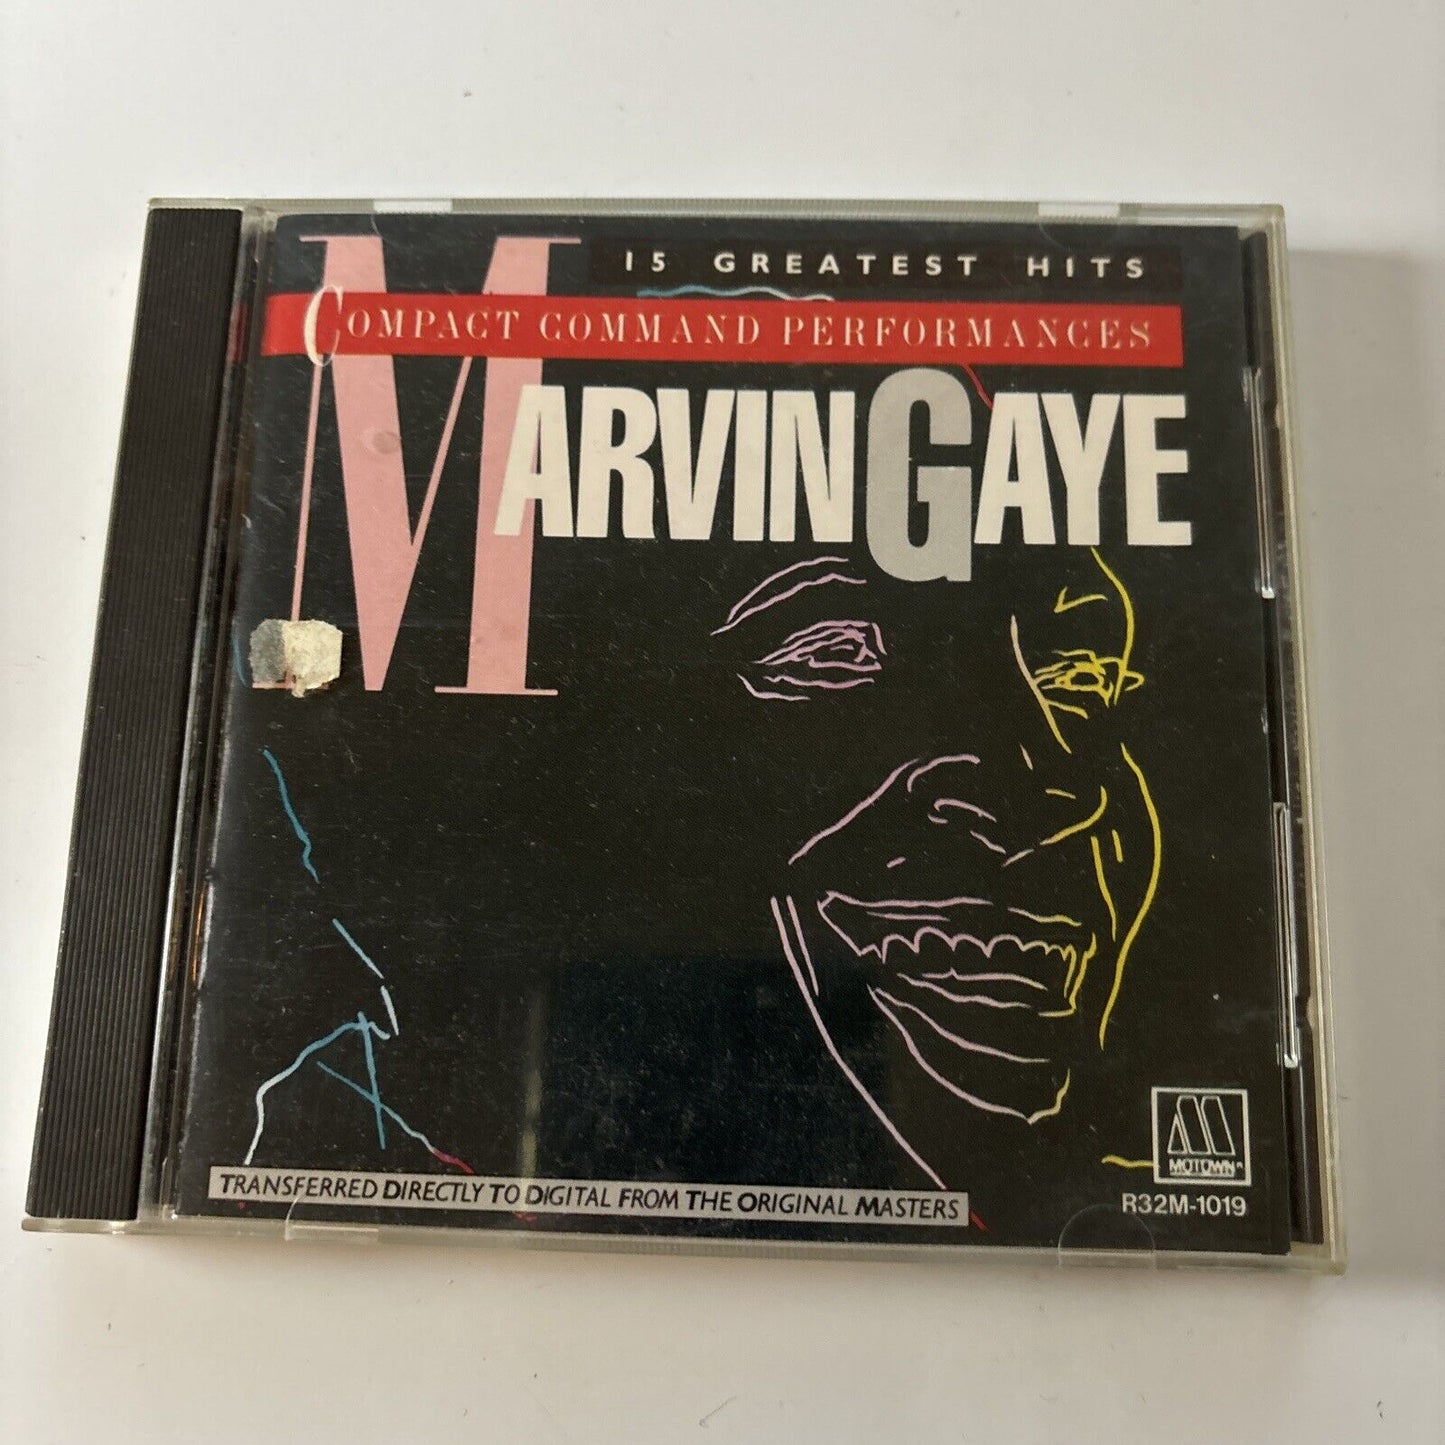 15 GREATEST HITS
COMPACT COMMAND PERFORMANCES
MARVIN GAYE
MOTOWN
TRANSFERRED DIRECTLY TO DIGITAL FROM THE ORIGINAL MASTERS
R32M-1019